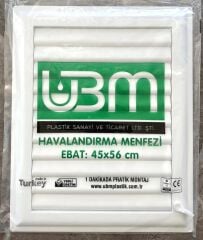 UBM
PLASTİK SANAYİ VE TİCARET LTD. ŞTİ.
HAVALANDIRMA MENFEZİ
EBAT: 45x56 cm
Turkey
1 DAKİKADA PRATİK MONTAJ
www.ubmplastik.com.tr